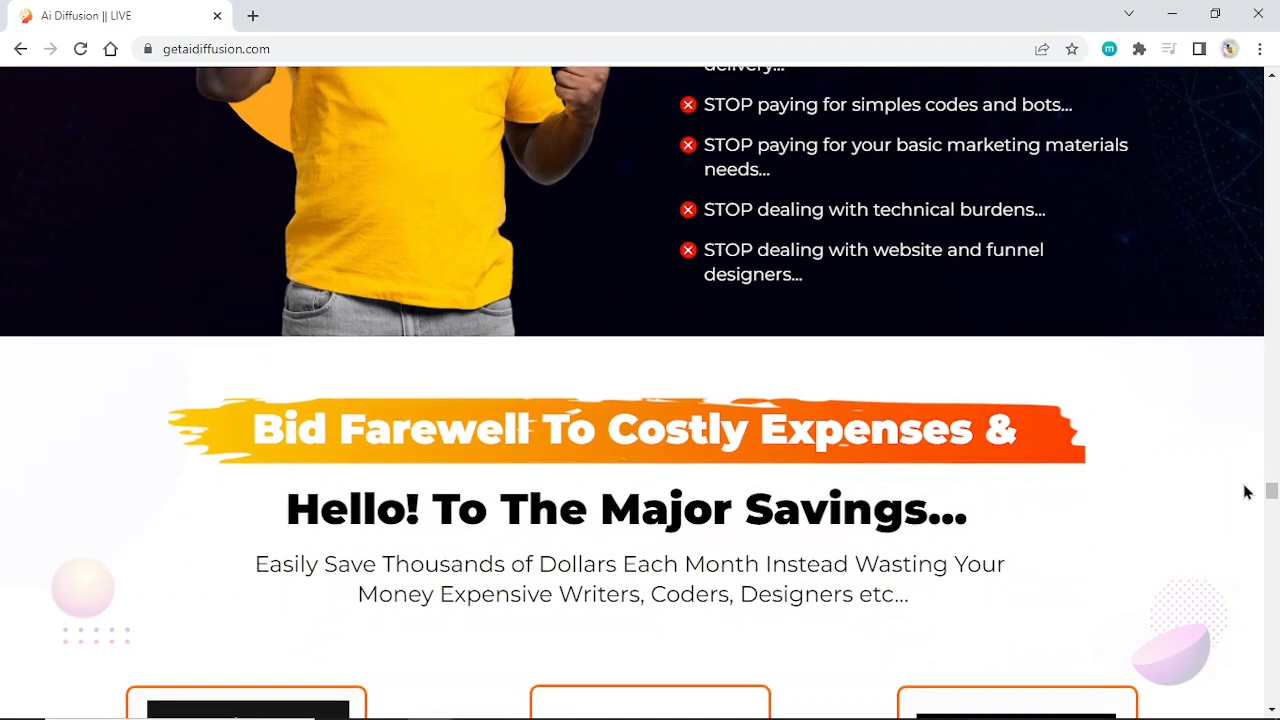 Ai Diffusion || LIVE
getaidiffusion.com
m
delivery...
STOP paying for simples codes and bots...
STOP paying for your basic marketing materials
needs...
STOP dealing with technical burdens...
STOP dealing with website and funnel
designers...
Bid Farewell To Costly Expenses &
Hello! To The Major Savings...
Easily Save Thousands of Dollars Each Month Instead Wasting Your
Money Expensive Writers, Coders, Designers etc...